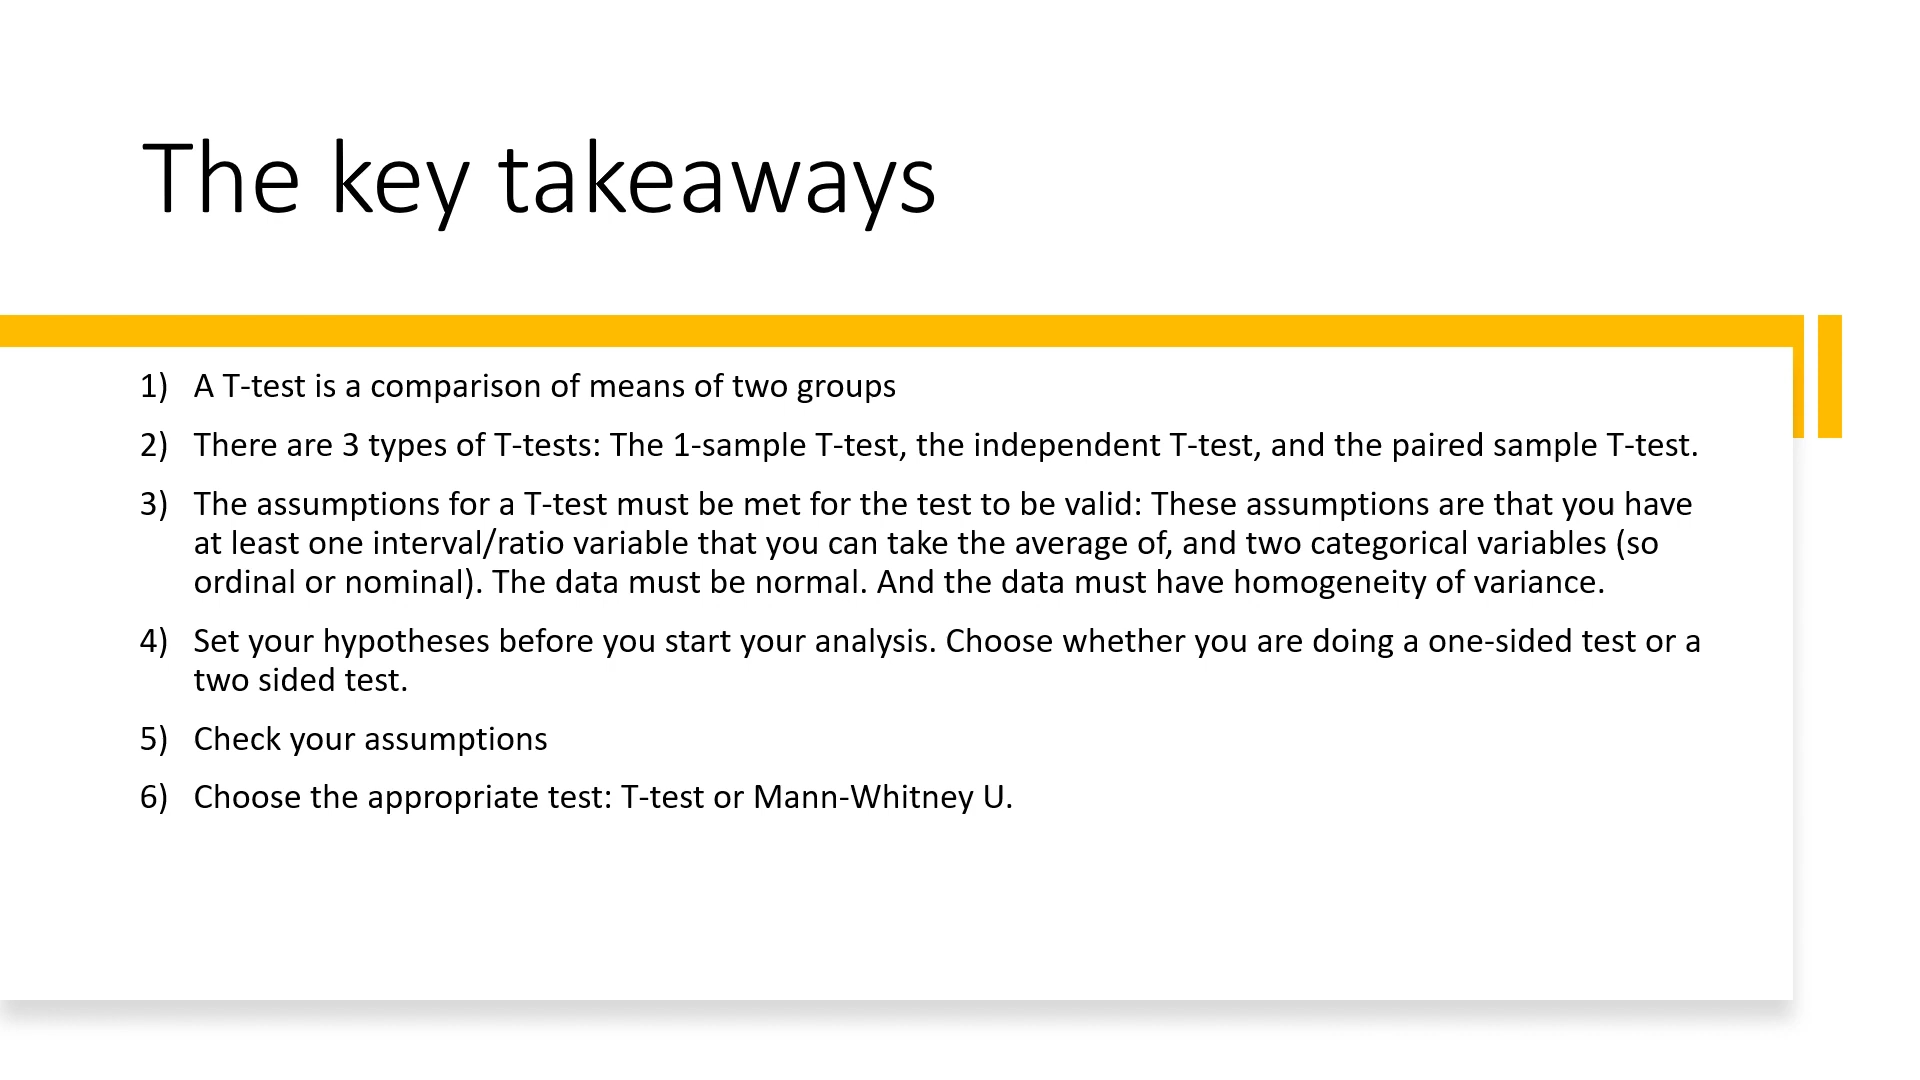 The key takeaways
1) A T-test is a comparison of means of two groups
2) There are 3 types of T-tests: The 1-sample T-test, the independent T-test, and the paired sample T-test.
3) The assumptions for a T-test must be met for the test to be valid: These assumptions are that you have
at least one interval/ratio variable that you can take the average of, and two categorical variables (so
ordinal or nominal). The data must be normal. And the data must have homogeneity of variance.
4) Set your hypotheses before you start your analysis. Choose whether you are doing a one-sided test or a
two sided test.
5) Check your assumptions
6) Choose the appropriate test: T-test or Mann-Whitney U.